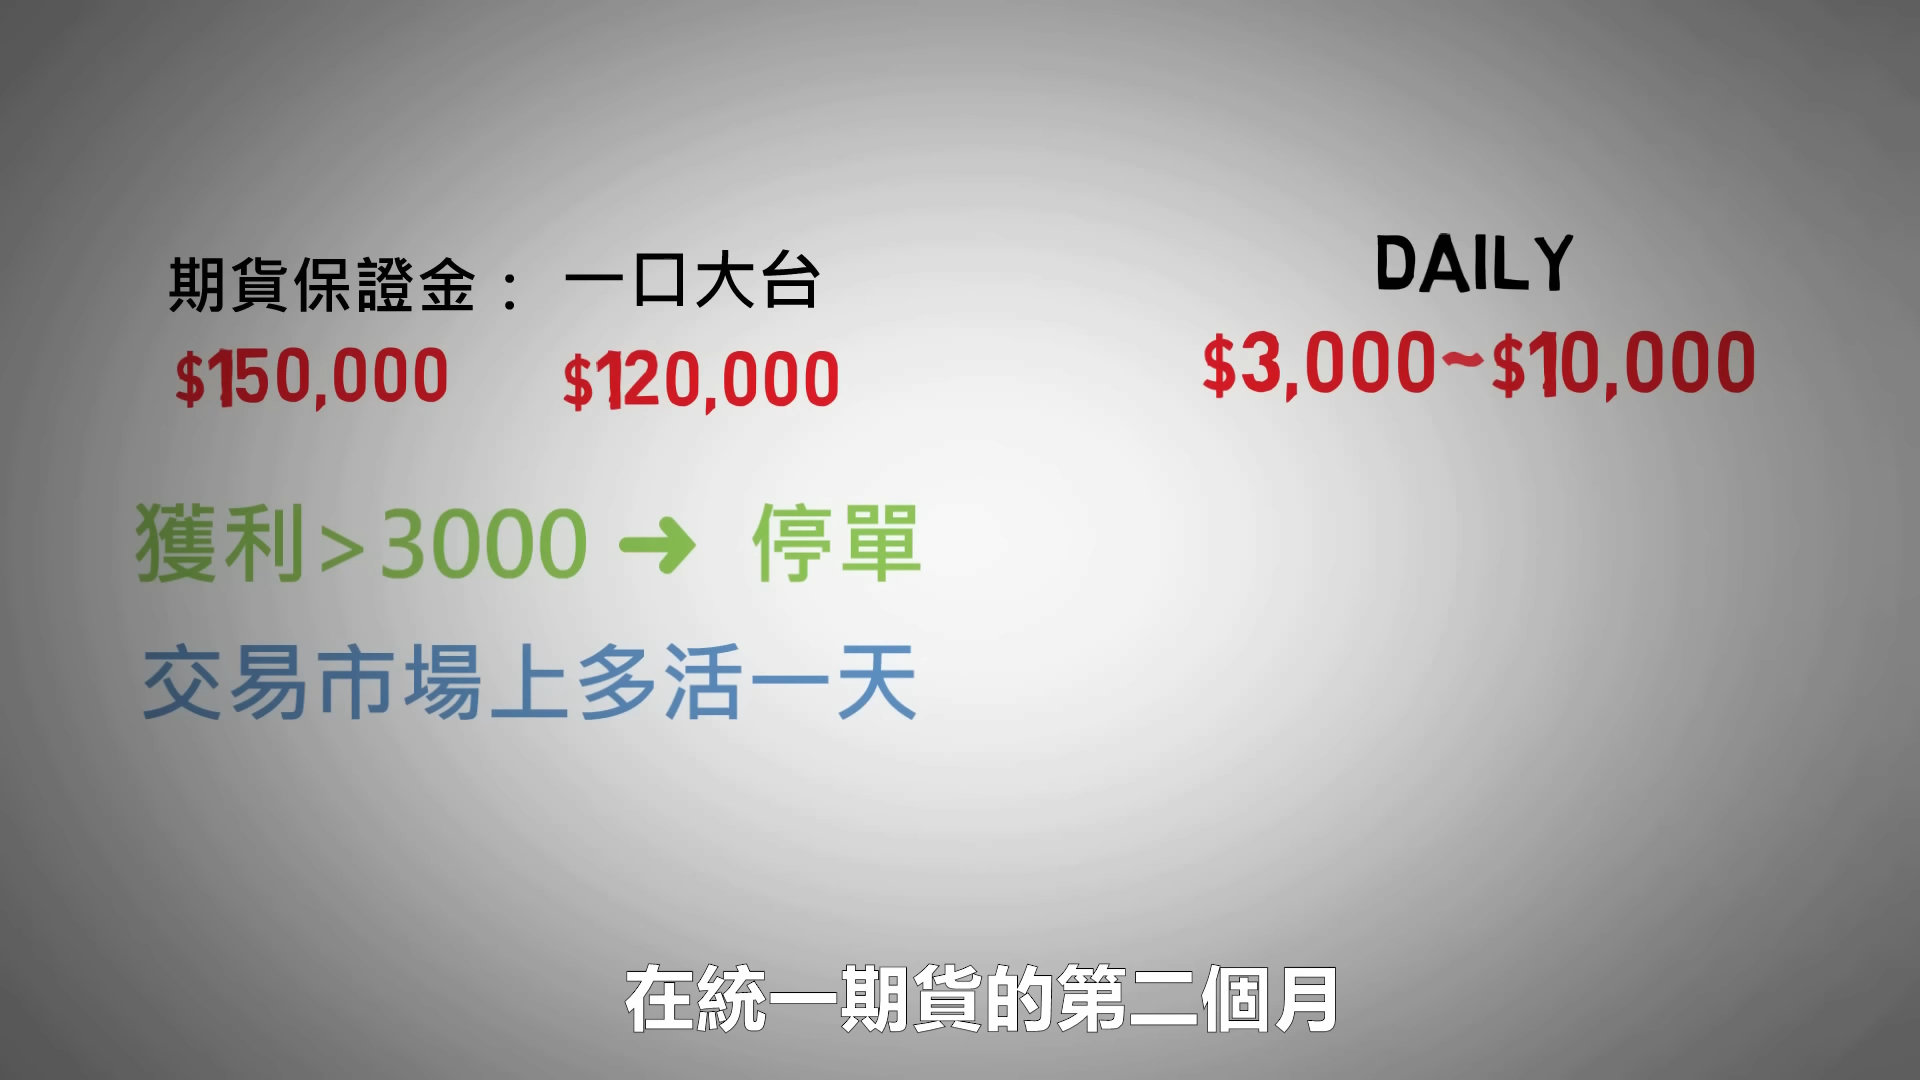 期貨保證金： 一口大台
$150,000 $120,000
DAILY
$3,000~$10,000
獲利>3000 ➜ 停單
交易市場上多活一天
在統一期貨的第二個月